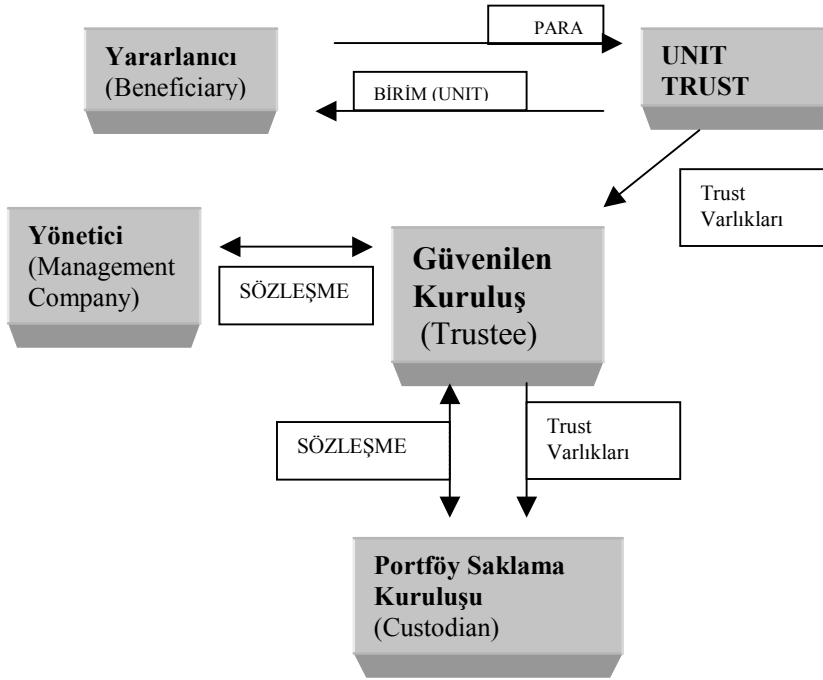 PARA
Yararlanıcı
(Beneficiary)
UNIT
TRUST
BİRİM (UNIT)
Trust
Varlıkları
Yönetici
(Management
Company)
SÖZLEŞME
Güvenilen
Kuruluş
(Trustee)
SÖZLEŞME
Trust
Varlıkları
Portföy Saklama
Kuruluşu
(Custodian)